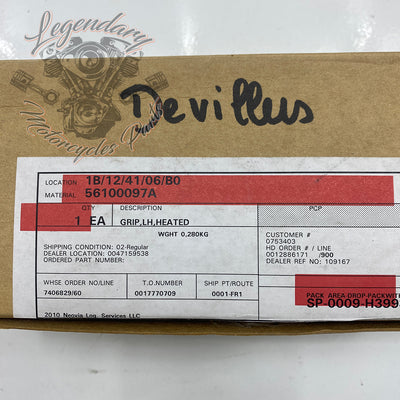 Legendary
Motorcycles Parts
Devillus
LOCATION 1B/12/41/06/B0
MATERIAL 56100097A
QTY DESCRIPTION PCP
1 EA GRIP,LH,HEATED
WGHT 0,280KG
CUSTOMER #
0753403
SHIPPING CONDITION: 02-Regular
HD ORDER # / LINE
DEALER LOCATION: 0047159538
0012886171 /900
ORDERED PART NUMBER:
DEALER REF NO: 109167
WHSE ORDER NO/LINE T.O.NUMBER SHIP PT/ROUTE
7406829/60 0017770709 0001-FR1
PACK AREA-DROP-PACKWITH
SP-0009-H399
2010 Neovia Log. Services LLC